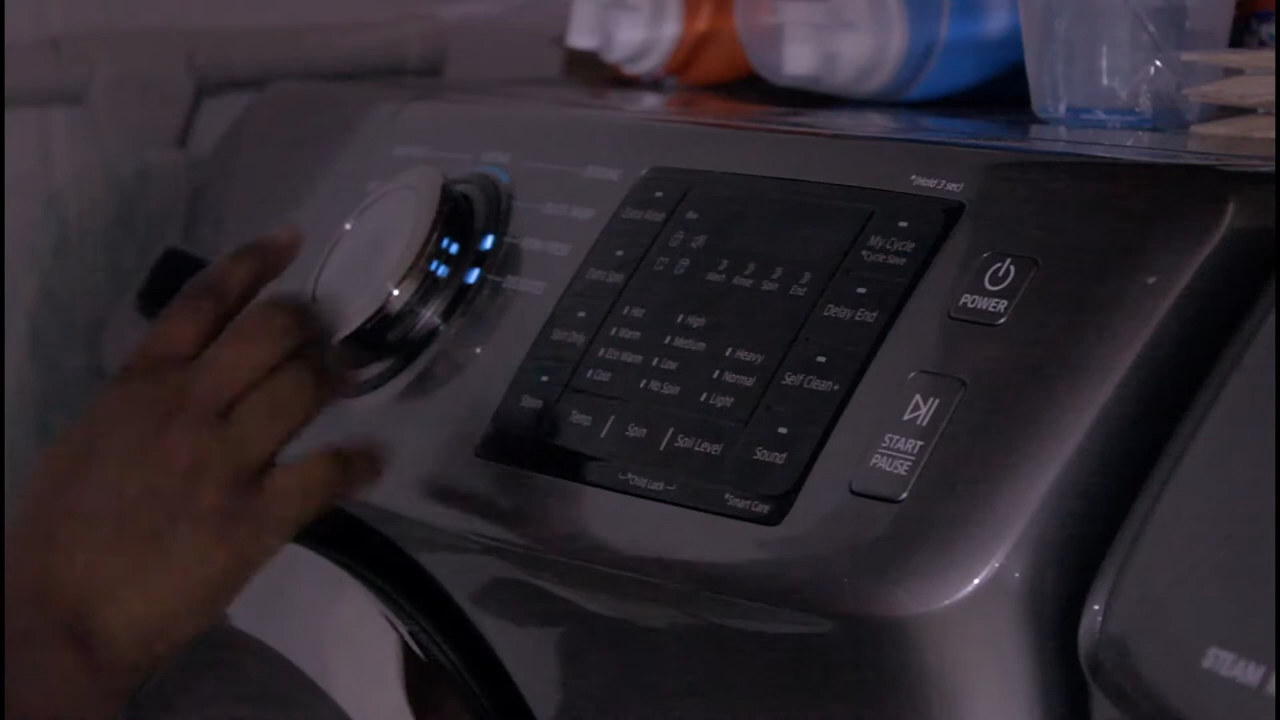 *(Hold 3 sec)
Extra Rinse
My Cycle
*Cycle Save
POWER
Extra Spin
Wash
Rinse
Spin
End
Delay End
Spin Only
Hot
High
Warm
Medium
Heavy
Eco Warm
Low
Normal
Self Clean+
Cold
No Spin
Light
START
PAUSE
Steam
Temp.
Spin
Soil Level
Sound
*Child Lock
*Smart Care
STEAM